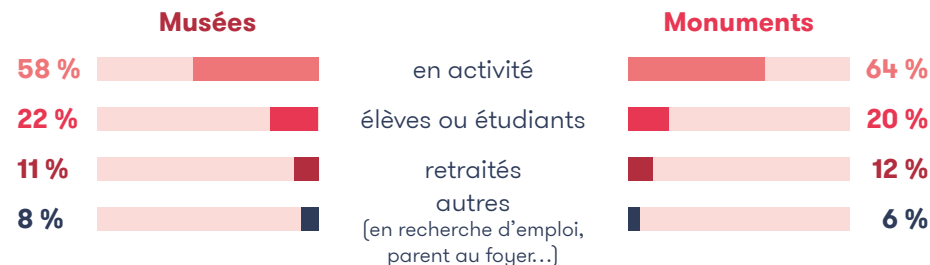 Musées Monuments
58 % en activité 64 %
22 % élèves ou étudiants 20 %
11 % retraités 12 %
8 % autres 6 %
(en recherche d’emploi,
parent au foyer…)